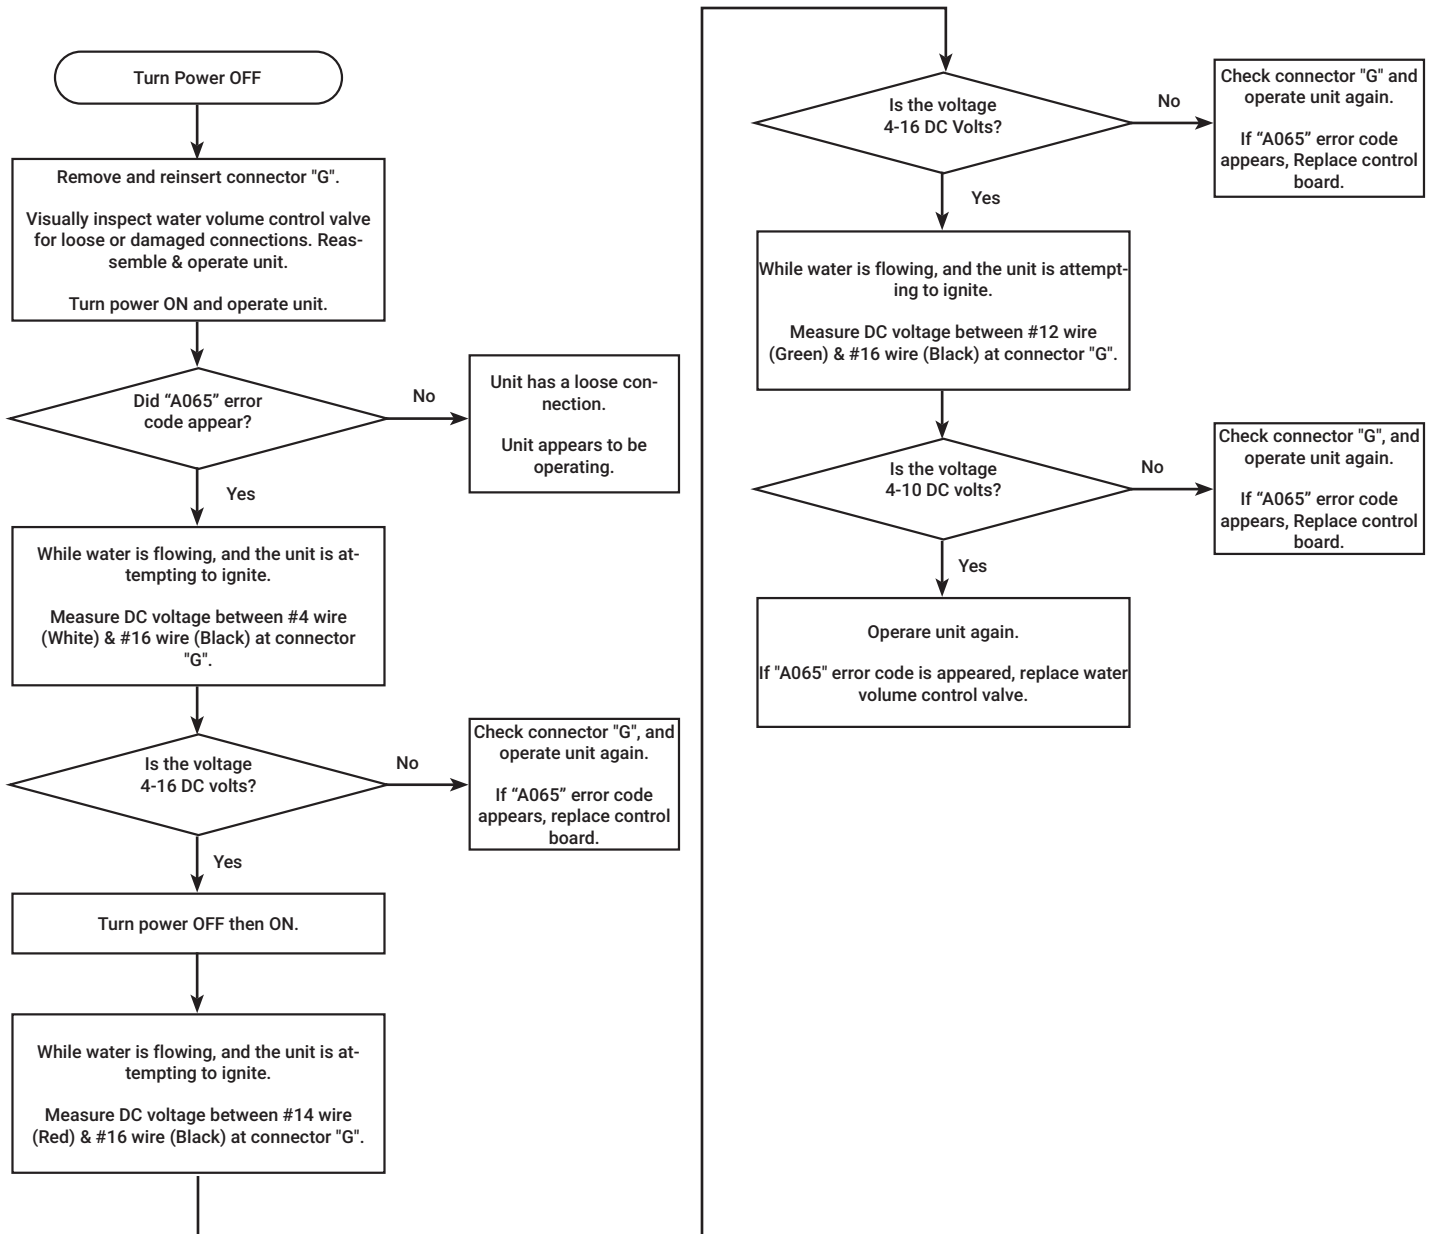 Turn Power OFF
Remove and reinsert connector "G".
Visually inspect water volume control valve
for loose or damaged connections. Reas-
semble & operate unit.
Turn power ON and operate unit.
Did “A065” error
code appear?
No
Unit has a loose con-
nection.
Unit appears to be
operating.
Yes
While water is flowing, and the unit is at-
tempting to ignite.
Measure DC voltage between #4 wire
(White) & #16 wire (Black) at connector
"G".
Is the voltage
4-16 DC volts?
No
Check connector "G", and
operate unit again.
If “A065” error code
appears, replace control
board.
Yes
Turn power OFF then ON.
While water is flowing, and the unit is at-
tempting to ignite.
Measure DC voltage between #14 wire
(Red) & #16 wire (Black) at connector "G".
Is the voltage
4-16 DC Volts?
No
Check connector "G" and
operate unit again.
If “A065” error code
appears, Replace control
board.
Yes
While water is flowing, and the unit is attempt-
ing to ignite.
Measure DC voltage between #12 wire
(Green) & #16 wire (Black) at connector "G".
Is the voltage
4-10 DC volts?
No
Check connector "G", and
operate unit again.
If “A065” error code
appears, Replace control
board.
Yes
Operare unit again.
If "A065" error code is appeared, replace water
volume control valve.